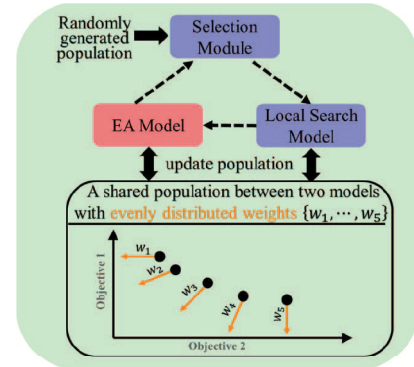 Randomly
generated
population
Selection
Module
EA Model
Local Search
Model
update population
A shared population between two models
with evenly distributed weights {w₁, ⋯, w₅}
Objective 1
w₁
w₂
w₃
w₄
w₅
Objective 2